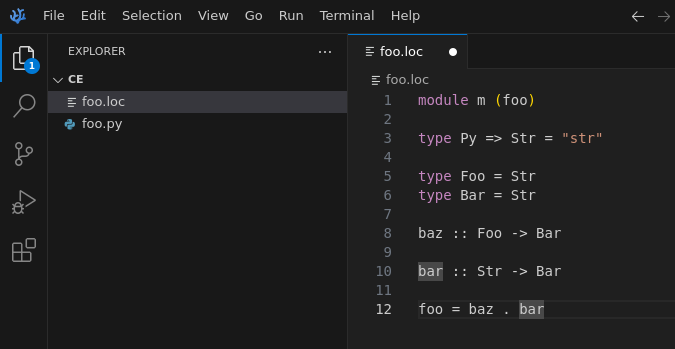 File Edit Selection View Go Run Terminal Help
EXPLORER ...
CE
foo.loc
foo.py
1
foo.loc
foo.loc
1 module m (foo)
2
3 type Py => Str = "str"
4
5 type Foo = Str
6 type Bar = Str
7
8 baz :: Foo -> Bar
9
10 bar :: Str -> Bar
11
12 foo = baz . bar